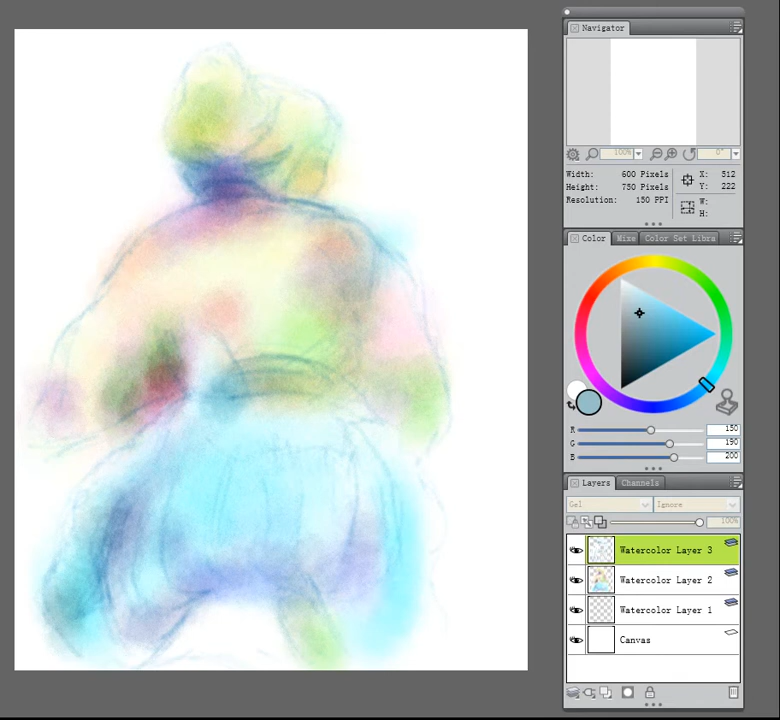 Navigator
100%
0°
Width: 600 Pixels
Height: 750 Pixels
Resolution: 150 PPI
X: 512
Y: 222
W:
H:
Color Mixe Color Set Libra
R 150
G 190
B 200
Layers Channels
Gel Ignore
100%
Watercolor Layer 3
Watercolor Layer 2
Watercolor Layer 1
Canvas